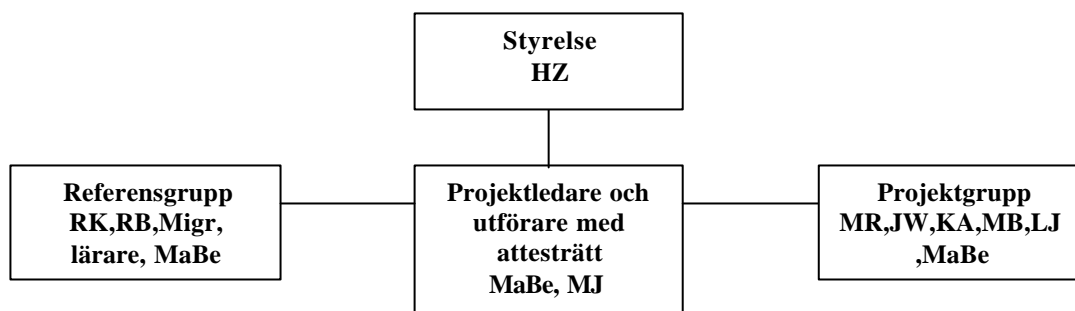 Styrelse
HZ
Referensgrupp
RK,RB,Migr,
lärare, MaBe
Projektledare och
utförare med
attesträtt
MaBe, MJ
Projektgrupp
MR,JW,KA,MB,LJ
,MaBe